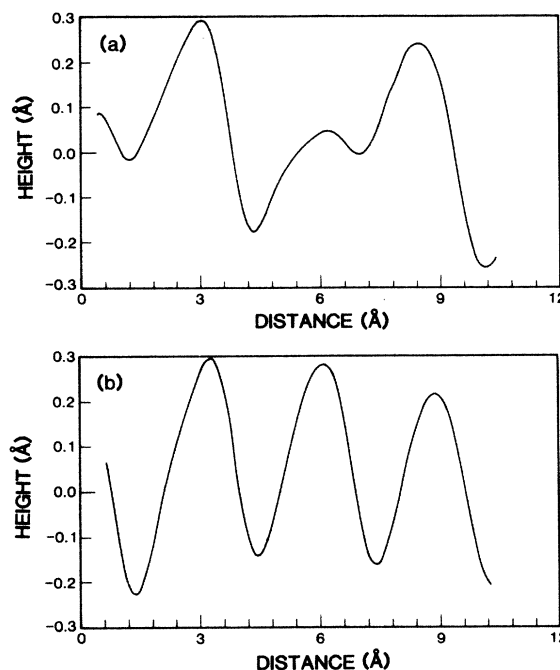 (a)
HEIGHT (Å)
0.3
0.2
0.1
0.0
-0.1
-0.2
-0.3
0 3 6 9 12
DISTANCE (Å)
(b)
HEIGHT (Å)
0.3
0.2
0.1
0.0
-0.1
-0.2
-0.3
0 3 6 9 12
DISTANCE (Å)